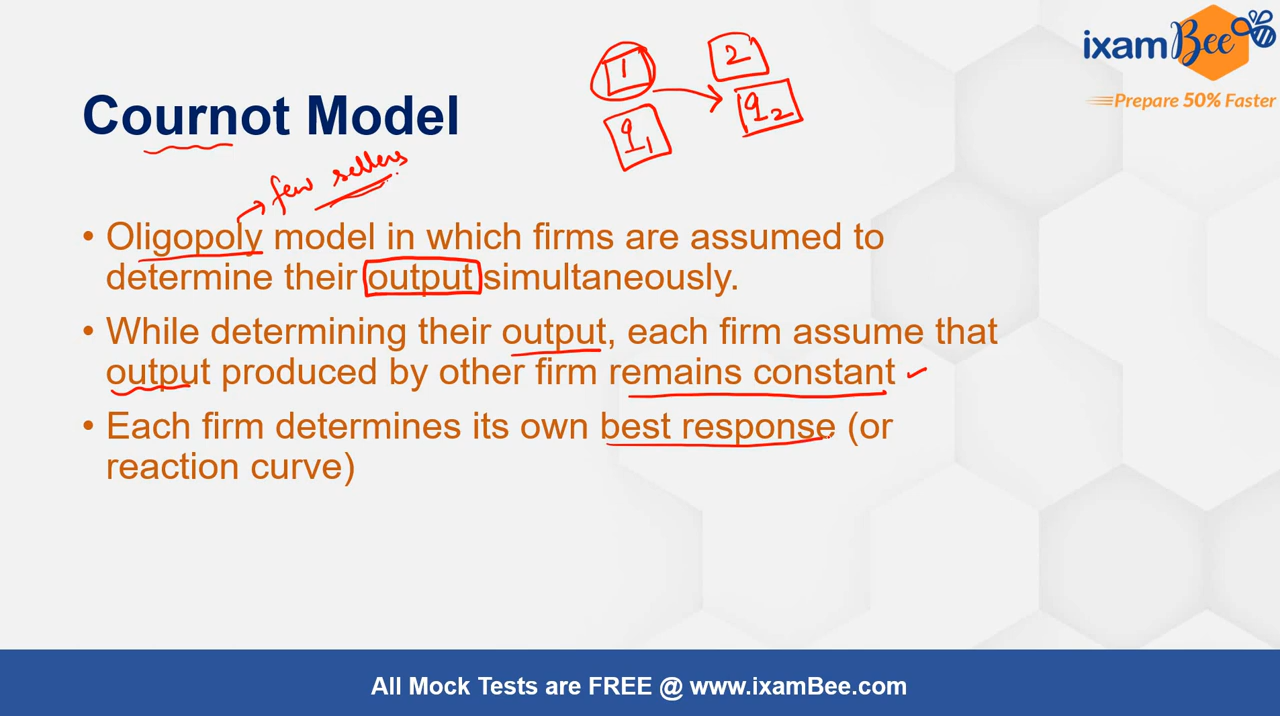 ixamBee
Prepare 50% Faster
1 2
q1 q2
Cournot Model
few sellers
• Oligopoly model in which firms are assumed to
determine their output simultaneously.
• While determining their output, each firm assume that
output produced by other firm remains constant
• Each firm determines its own best response (or
reaction curve)
All Mock Tests are FREE @ www.ixamBee.com